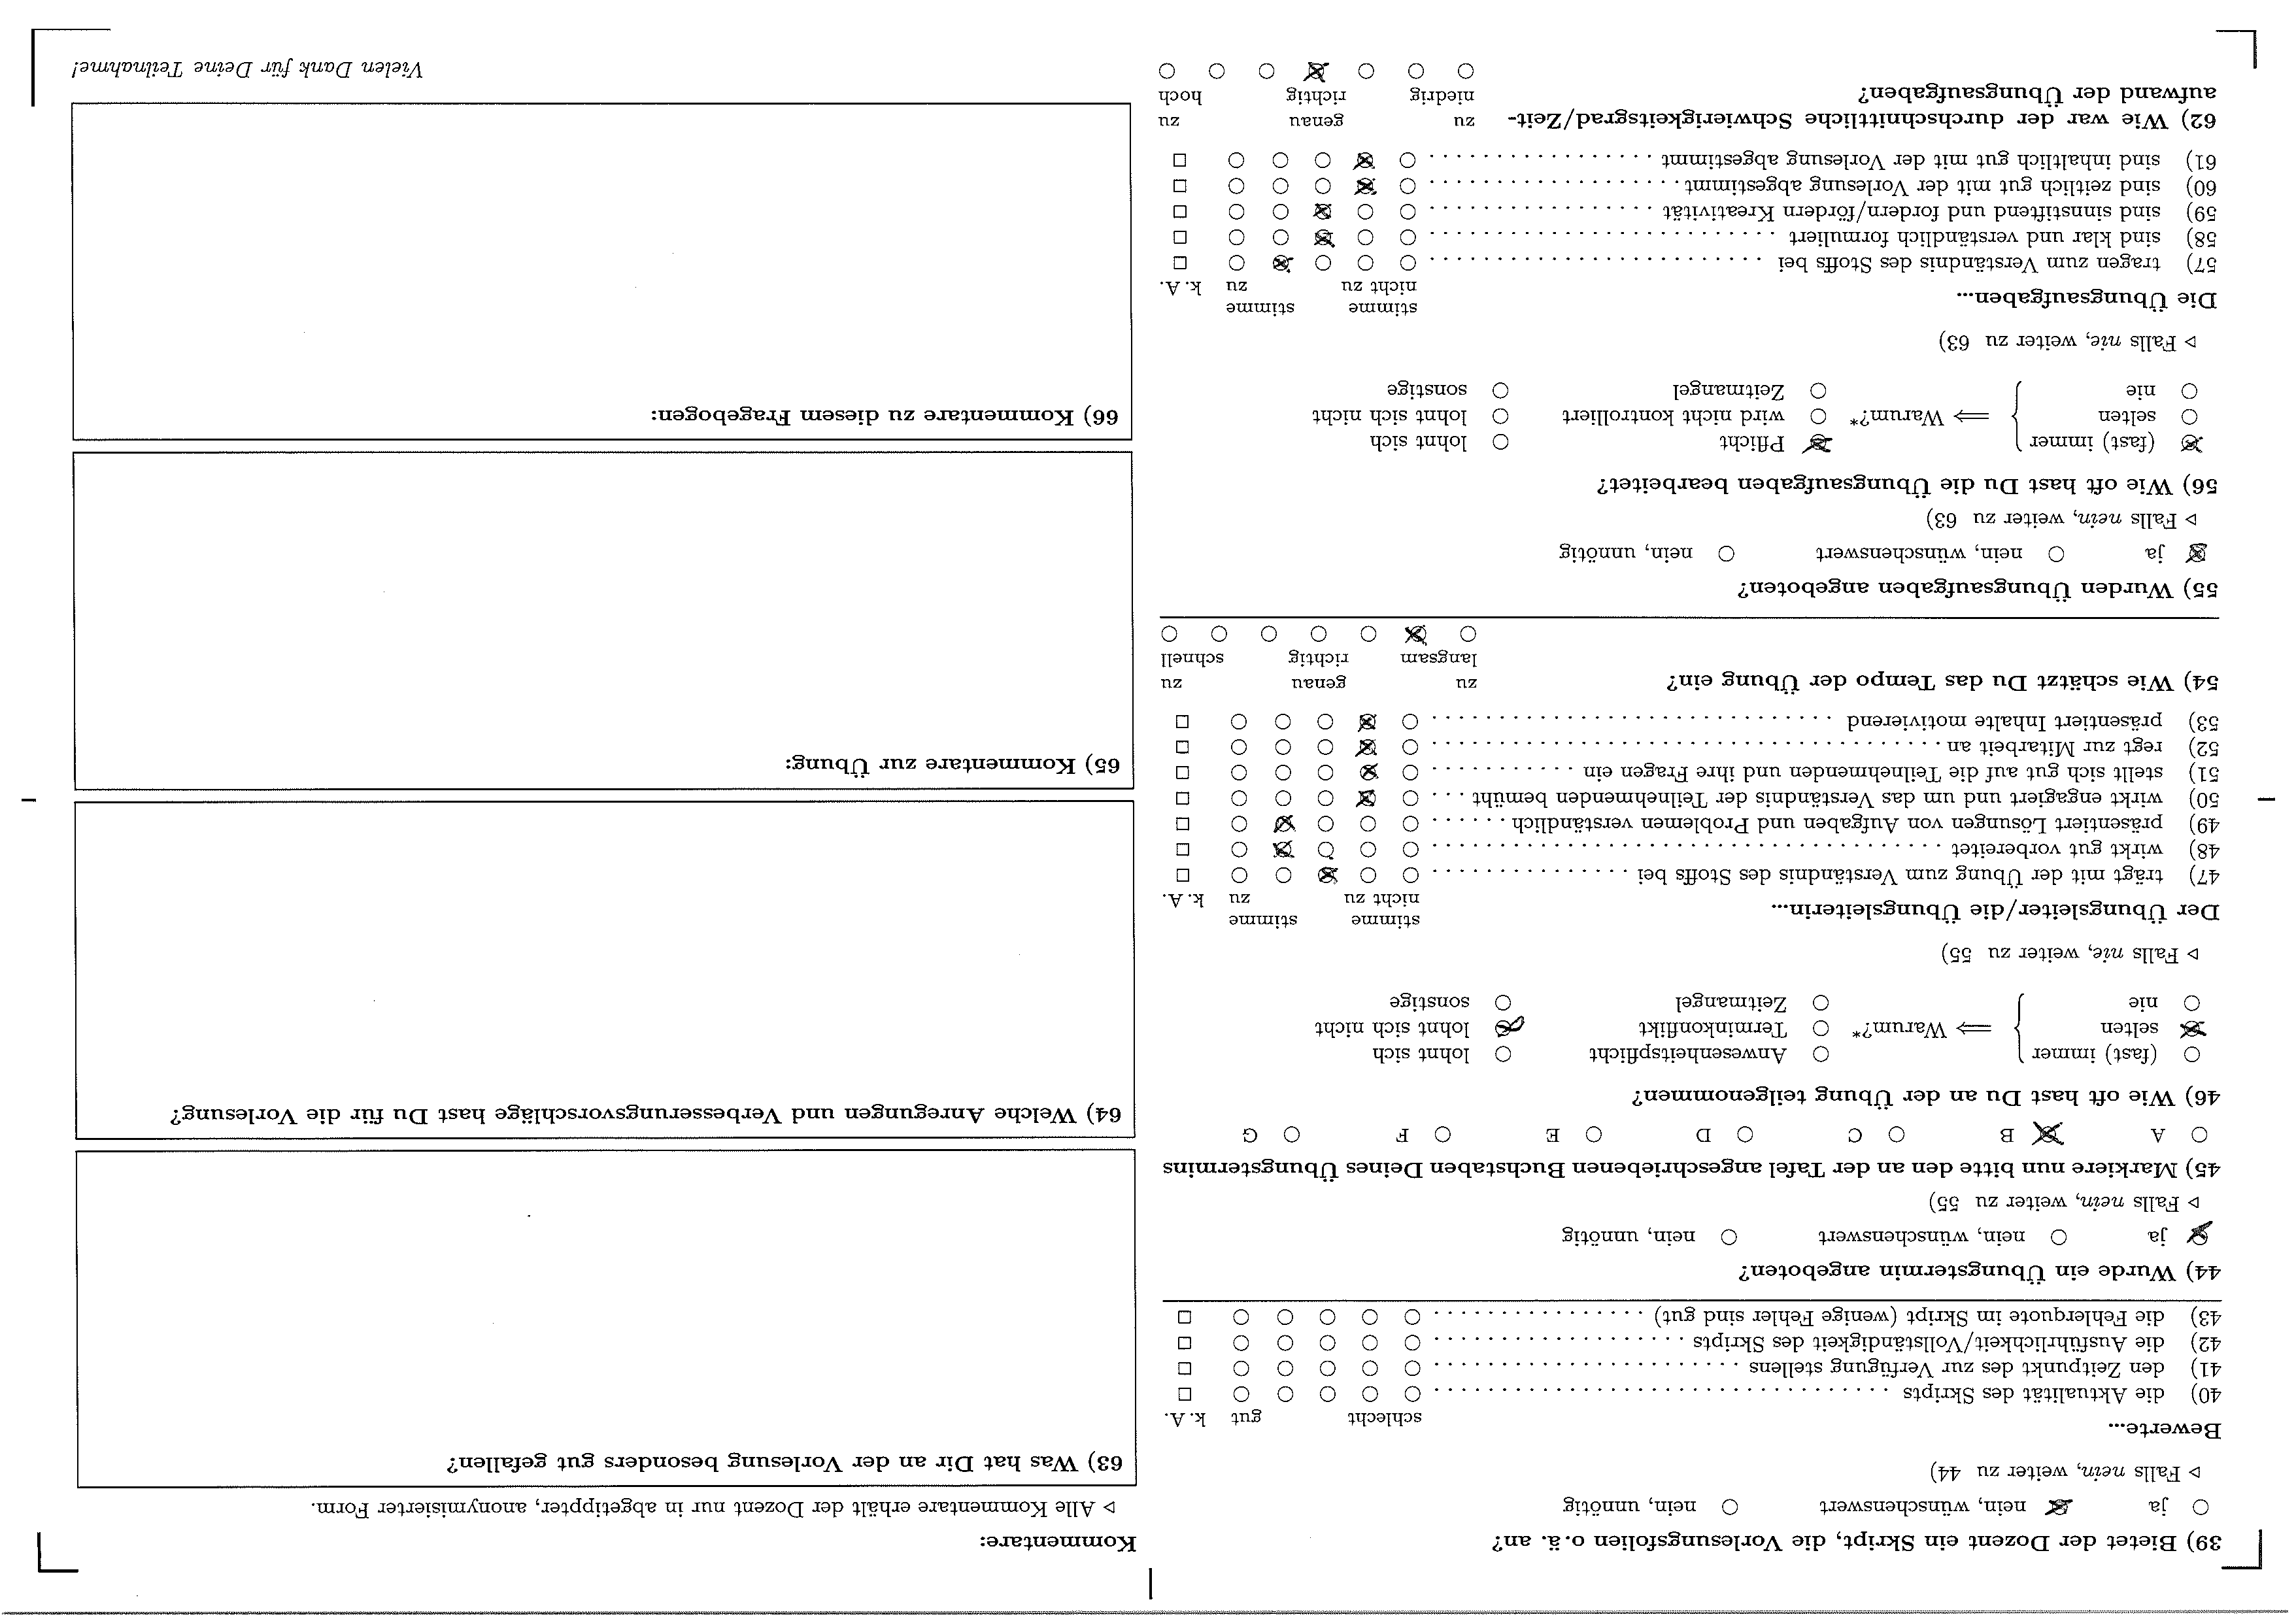 39) Bietet der Dozent ein Skript, die Vorlesungsfolien o.ä. an?
○ ja ⊗ nein, wünschenswert ○ nein, unnötig
▹ Falls nein, weiter zu 44)
Bewerte...
schlecht gut k. A.
40) die Aktualität des Skripts ○ ○ ○ ○ ○ □
41) den Zeitpunkt des zur Verfügung stellens ○ ○ ○ ○ ○ □
42) die Ausführlichkeit/Vollständigkeit des Skripts ○ ○ ○ ○ ○ □
43) die Fehlerquote im Skript (wenige Fehler sind gut) ○ ○ ○ ○ ○ □
44) Wurde ein Übungstermin angeboten?
⊗ ja ○ nein, wünschenswert ○ nein, unnötig
▹ Falls nein, weiter zu 55)
45) Markiere nun bitte den an der Tafel angeschriebenen Buchstaben Deines Übungstermins
○ A ⊗ B ○ C ○ D ○ E ○ F ○ G
46) Wie oft hast Du an der Übung teilgenommen?
○ (fast) immer ○ Anwesenheitspflicht ○ lohnt sich
⊗ selten ⟹ Warum?* ○ Terminkonflikt ⊗ lohnt sich nicht
○ nie ○ Zeitmangel ○ sonstige
▹ Falls nie, weiter zu 55)
Der Übungsleiter/die Übungsleiterin...
stimme stimme
nicht zu zu k. A.
47) trägt mit der Übung zum Verständnis des Stoffs bei ○ ○ ⊗ ○ ○ □
48) wirkt gut vorbereitet ○ ○ ○ ⊗ ○ □
49) präsentiert Lösungen von Aufgaben und Problemen verständlich ○ ○ ○ ⊗ ○ □
50) wirkt engagiert und um das Verständnis der Teilnehmenden bemüht ○ ⊗ ○ ○ ○ □
51) stellt sich gut auf die Teilnehmenden und ihre Fragen ein ○ ⊗ ○ ○ ○ □
52) regt zur Mitarbeit an ○ ⊗ ○ ○ ○ □
53) präsentiert Inhalte motivierend ○ ⊗ ○ ○ ○ □
54) Wie schätzt Du das Tempo der Übung ein?
zu genau zu
langsam richtig schnell
○ ⊗ ○ ○ ○ ○ ○
55) Wurden Übungsaufgaben angeboten?
⊗ ja ○ nein, wünschenswert ○ nein, unnötig
▹ Falls nein, weiter zu 63)
56) Wie oft hast Du die Übungsaufgaben bearbeitet?
⊗ (fast) immer ⊗ Pflicht ○ lohnt sich
○ selten ⟹ Warum?* ○ wird nicht kontrolliert ○ lohnt sich nicht
○ nie ○ Zeitmangel ○ sonstige
▹ Falls nie, weiter zu 63)
Die Übungsaufgaben...
stimme stimme
nicht zu zu k. A.
57) tragen zum Verständnis des Stoffs bei ○ ○ ○ ⊗ ○ □
58) sind klar und verständlich formuliert ○ ○ ⊗ ○ ○ □
59) sind sinnstiftend und fordern/fördern Kreativität ○ ○ ⊗ ○ ○ □
60) sind zeitlich gut mit der Vorlesung abgestimmt ○ ⊗ ○ ○ ○ □
61) sind inhaltlich gut mit der Vorlesung abgestimmt ○ ⊗ ○ ○ ○ □
62) Wie war der durchschnittliche Schwierigkeitsgrad/Zeit-
aufwand der Übungsaufgaben?
zu genau zu
niedrig richtig hoch
○ ○ ○ ⊗ ○ ○ ○
Kommentare:
▹ Alle Kommentare erhält der Dozent nur in abgetippter, anonymisierter Form.
63) Was hat Dir an der Vorlesung besonders gut gefallen?
64) Welche Anregungen und Verbesserungsvorschläge hast Du für die Vorlesung?
65) Kommentare zur Übung:
66) Kommentare zu diesem Fragebogen:
Vielen Dank für Deine Teilnahme!